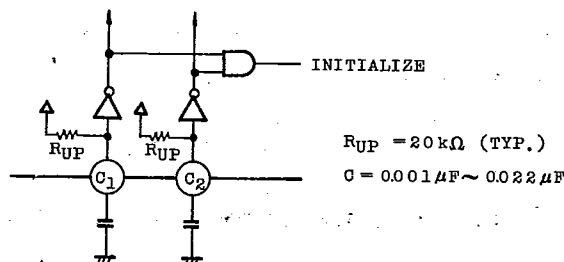 INITIALIZE
RUP RUP
RUP = 20kΩ (TYP.)
C1 C2
C = 0.001μF~ 0.022μF